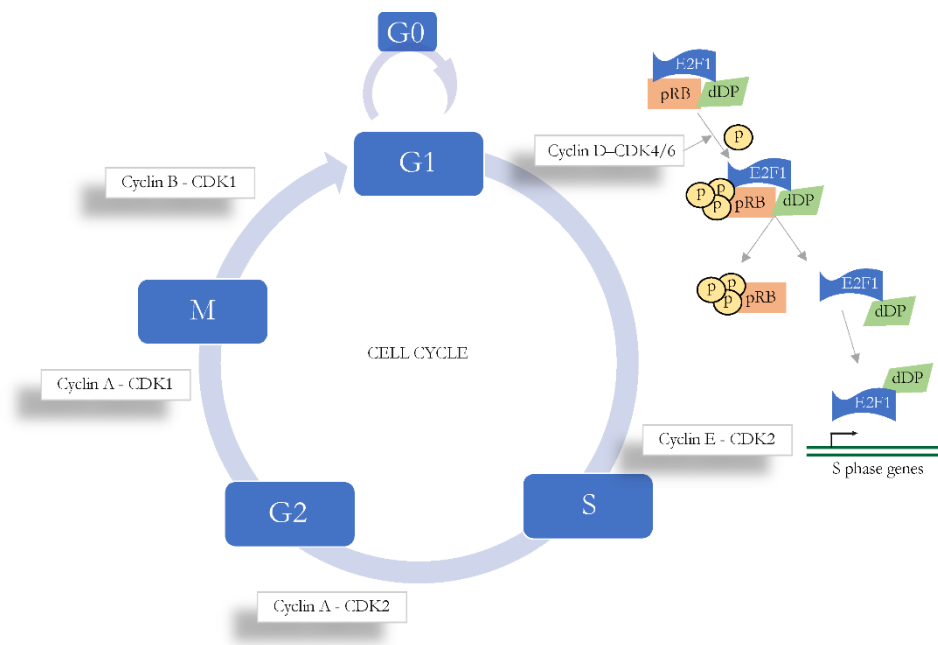 G0
E2F1
pRB
dDP
G1
Cyclin D–CDK4/6
p
Cyclin B - CDK1
E2F1
p
p
p
p
pRB
dDP
p
p
p
p
pRB
E2F1
dDP
M
CELL CYCLE
Cyclin A - CDK1
dDP
E2F1
Cyclin E - CDK2
S phase genes
G2
S
Cyclin A - CDK2